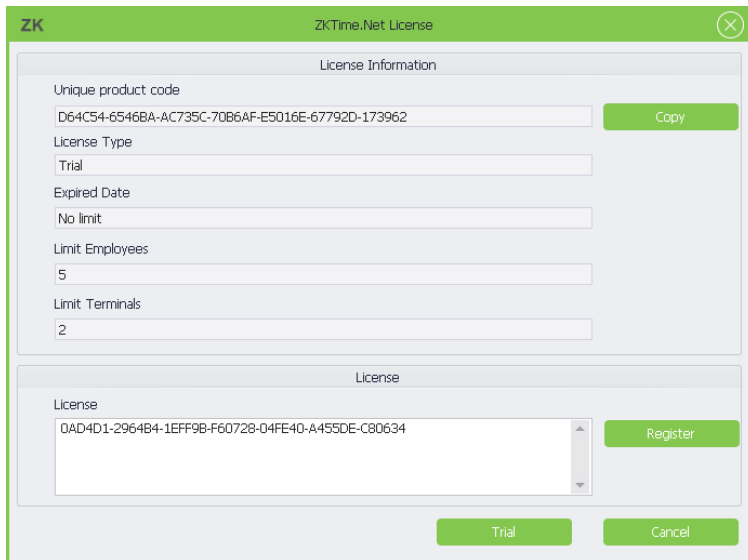 ZK
ZKTime.Net License
License Information
Unique product code
D64C54-6546BA-AC735C-70B6AF-E5016E-67792D-173962
Copy
License Type
Trial
Expired Date
No limit
Limit Employees
5
Limit Terminals
2
License
License
0AD4D1-2964B4-1EFF9B-F60728-04FE40-A455DE-C80634
Register
Trial
Cancel